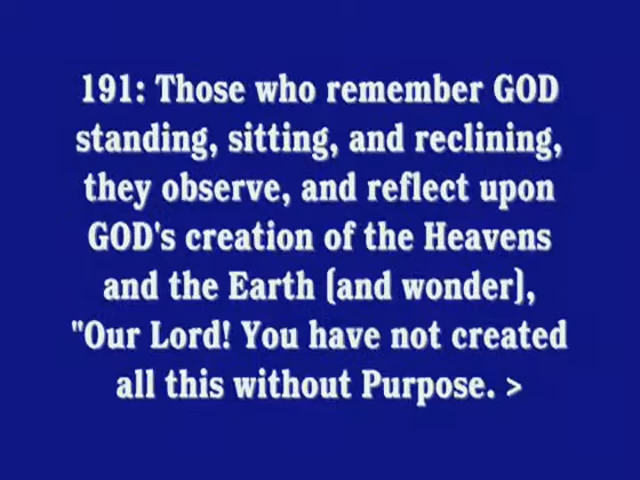 191: Those who remember GOD
standing, sitting, and reclining,
they observe, and reflect upon
GOD's creation of the Heavens
and the Earth (and wonder),
"Our Lord! You have not created
all this without Purpose. >